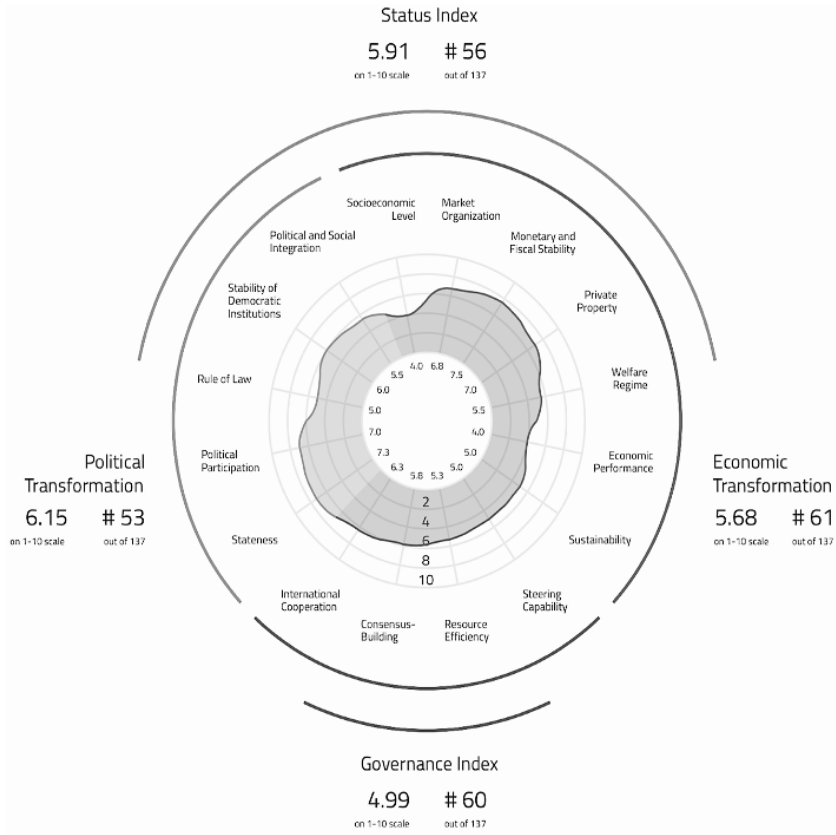 Status Index
5.91 # 56
on 1-10 scale out of 137
Socioeconomic
Level
Market
Organization
Political and Social
Integration
Monetary and
Fiscal Stability
Stability of
Democratic
Institutions
Private
Property
Rule of Law
Welfare
Regime
Political
Participation
Economic
Performance
Stateness
Sustainability
International
Cooperation
Steering
Capability
Consensus-
Building
Resource
Efficiency
4.0 6.8
5.5 7.5
6.0 7.0
5.0 5.5
7.0 4.0
7.3 5.0
6.3 5.0
5.8 5.3
2
4
6
8
10
Political
Transformation
6.15 # 53
on 1-10 scale out of 137
Economic
Transformation
5.68 # 61
on 1-10 scale out of 137
Governance Index
4.99 # 60
on 1-10 scale out of 137